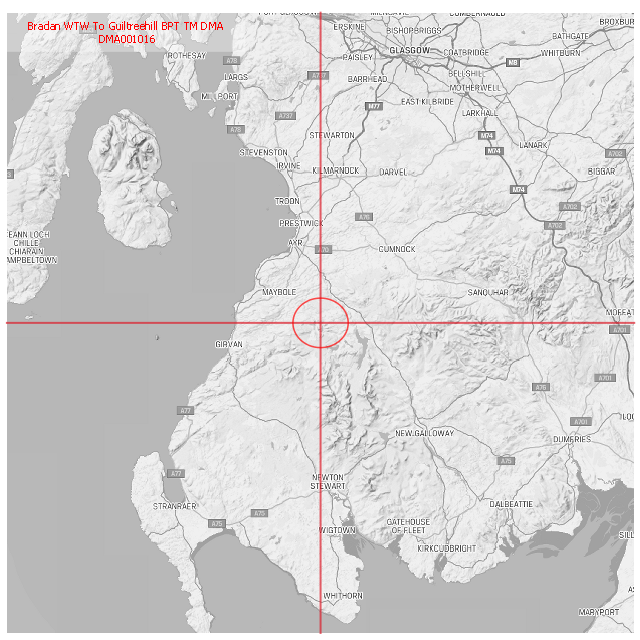 Bradan WTW To Guiltreehill BPT TM DMA
DMA001016
ERSKINE
BISHOPBRIGGS
CUMBERNAULD
BATHGATE
BROXBUR
ROTHESAY
A78
PAISLEY
GLASGOW
COATBRIDGE
M8
WHITBURN
LARGS
A737
BARRHEAD
BELLSHILL
MOTHERWELL
MILLPORT
M77
EAST KILBRIDE
LARKHALL
A737
A78
STEWARTON
M74
M74
LANARK
STEVENSTON
A702
IRVINE
KILMARNOCK
DARVEL
BIGGAR
M74
TROON
A702
PRESTWICK
A76
A702
EANN LOCH
CHILLE
CHIARAIN
AMPBELTOWN
AYR
A70
CUMNOCK
MAYBOLE
SANQUHAR
MOFFAT
A701
GIRVAN
A701
A76
A77
A701
NEW GALLOWAY
DUMFRIES
A75
A77
NEWTON
STEWART
STRANRAER
A75
A75
WIGTOWN
GATEHOUSE
OF FLEET
DALBEATTIE
KIRKCUDBRIGHT
SILL
WHITHORN
MARYPORT